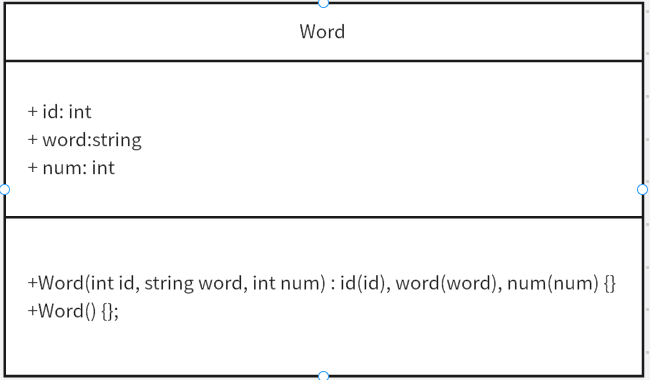 Word
+ id: int
+ word:string
+ num: int
+Word(int id, string word, int num) : id(id), word(word), num(num) {}
+Word() {};